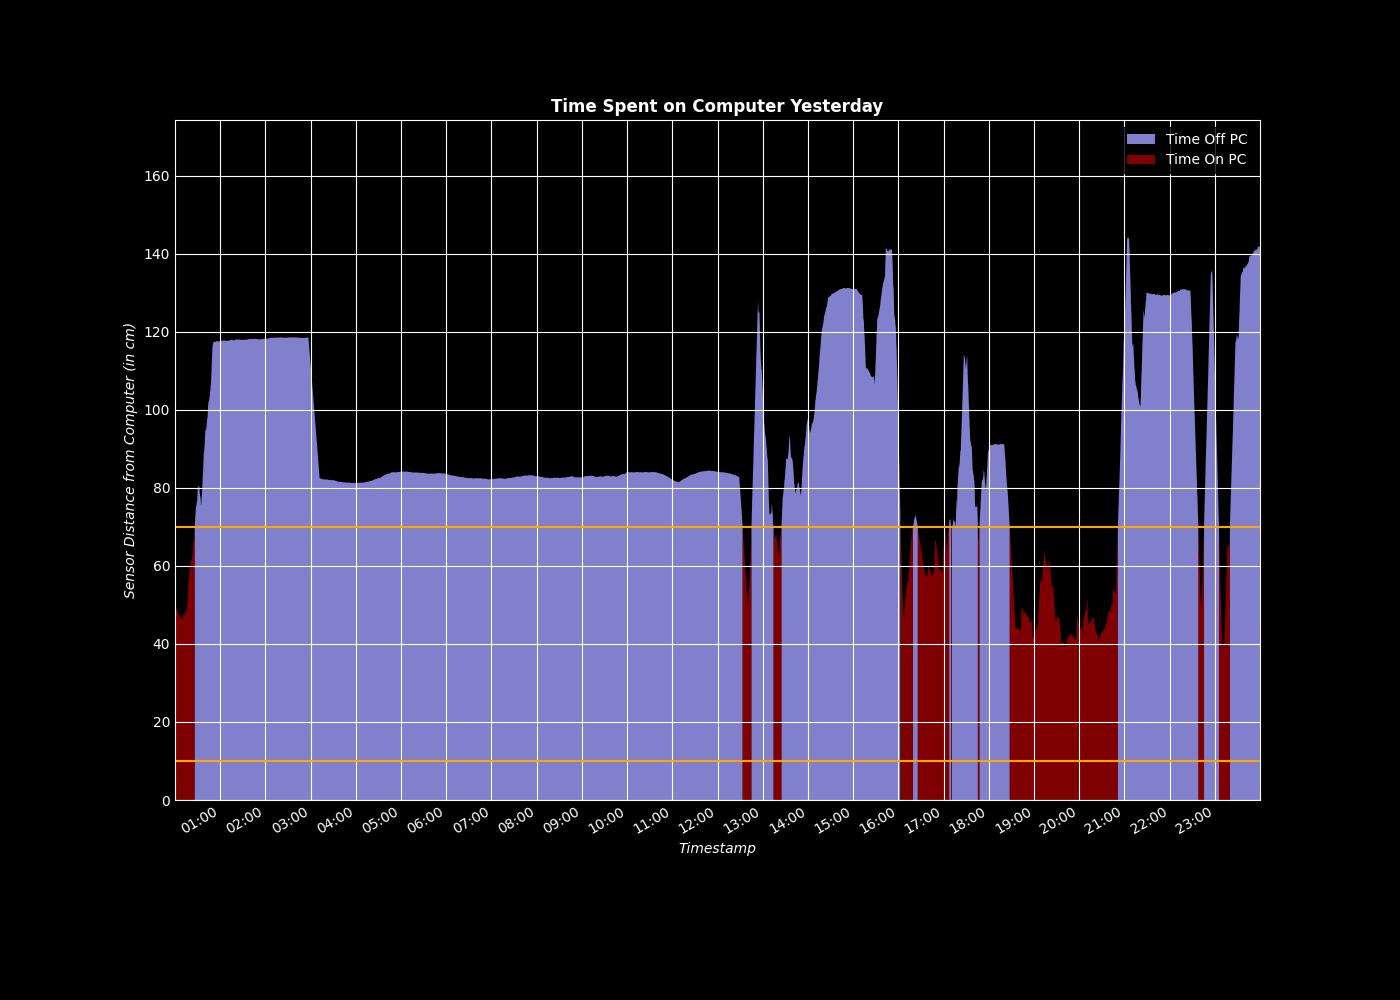 Time Spent on Computer Yesterday
Time Off PC
Time On PC
160
140
120
100
80
60
40
20
0
Sensor Distance from Computer (in cm)
01:00 02:00 03:00 04:00 05:00 06:00 07:00 08:00 09:00 10:00 11:00 12:00 13:00 14:00 15:00 16:00 17:00 18:00 19:00 20:00 21:00 22:00 23:00
Timestamp